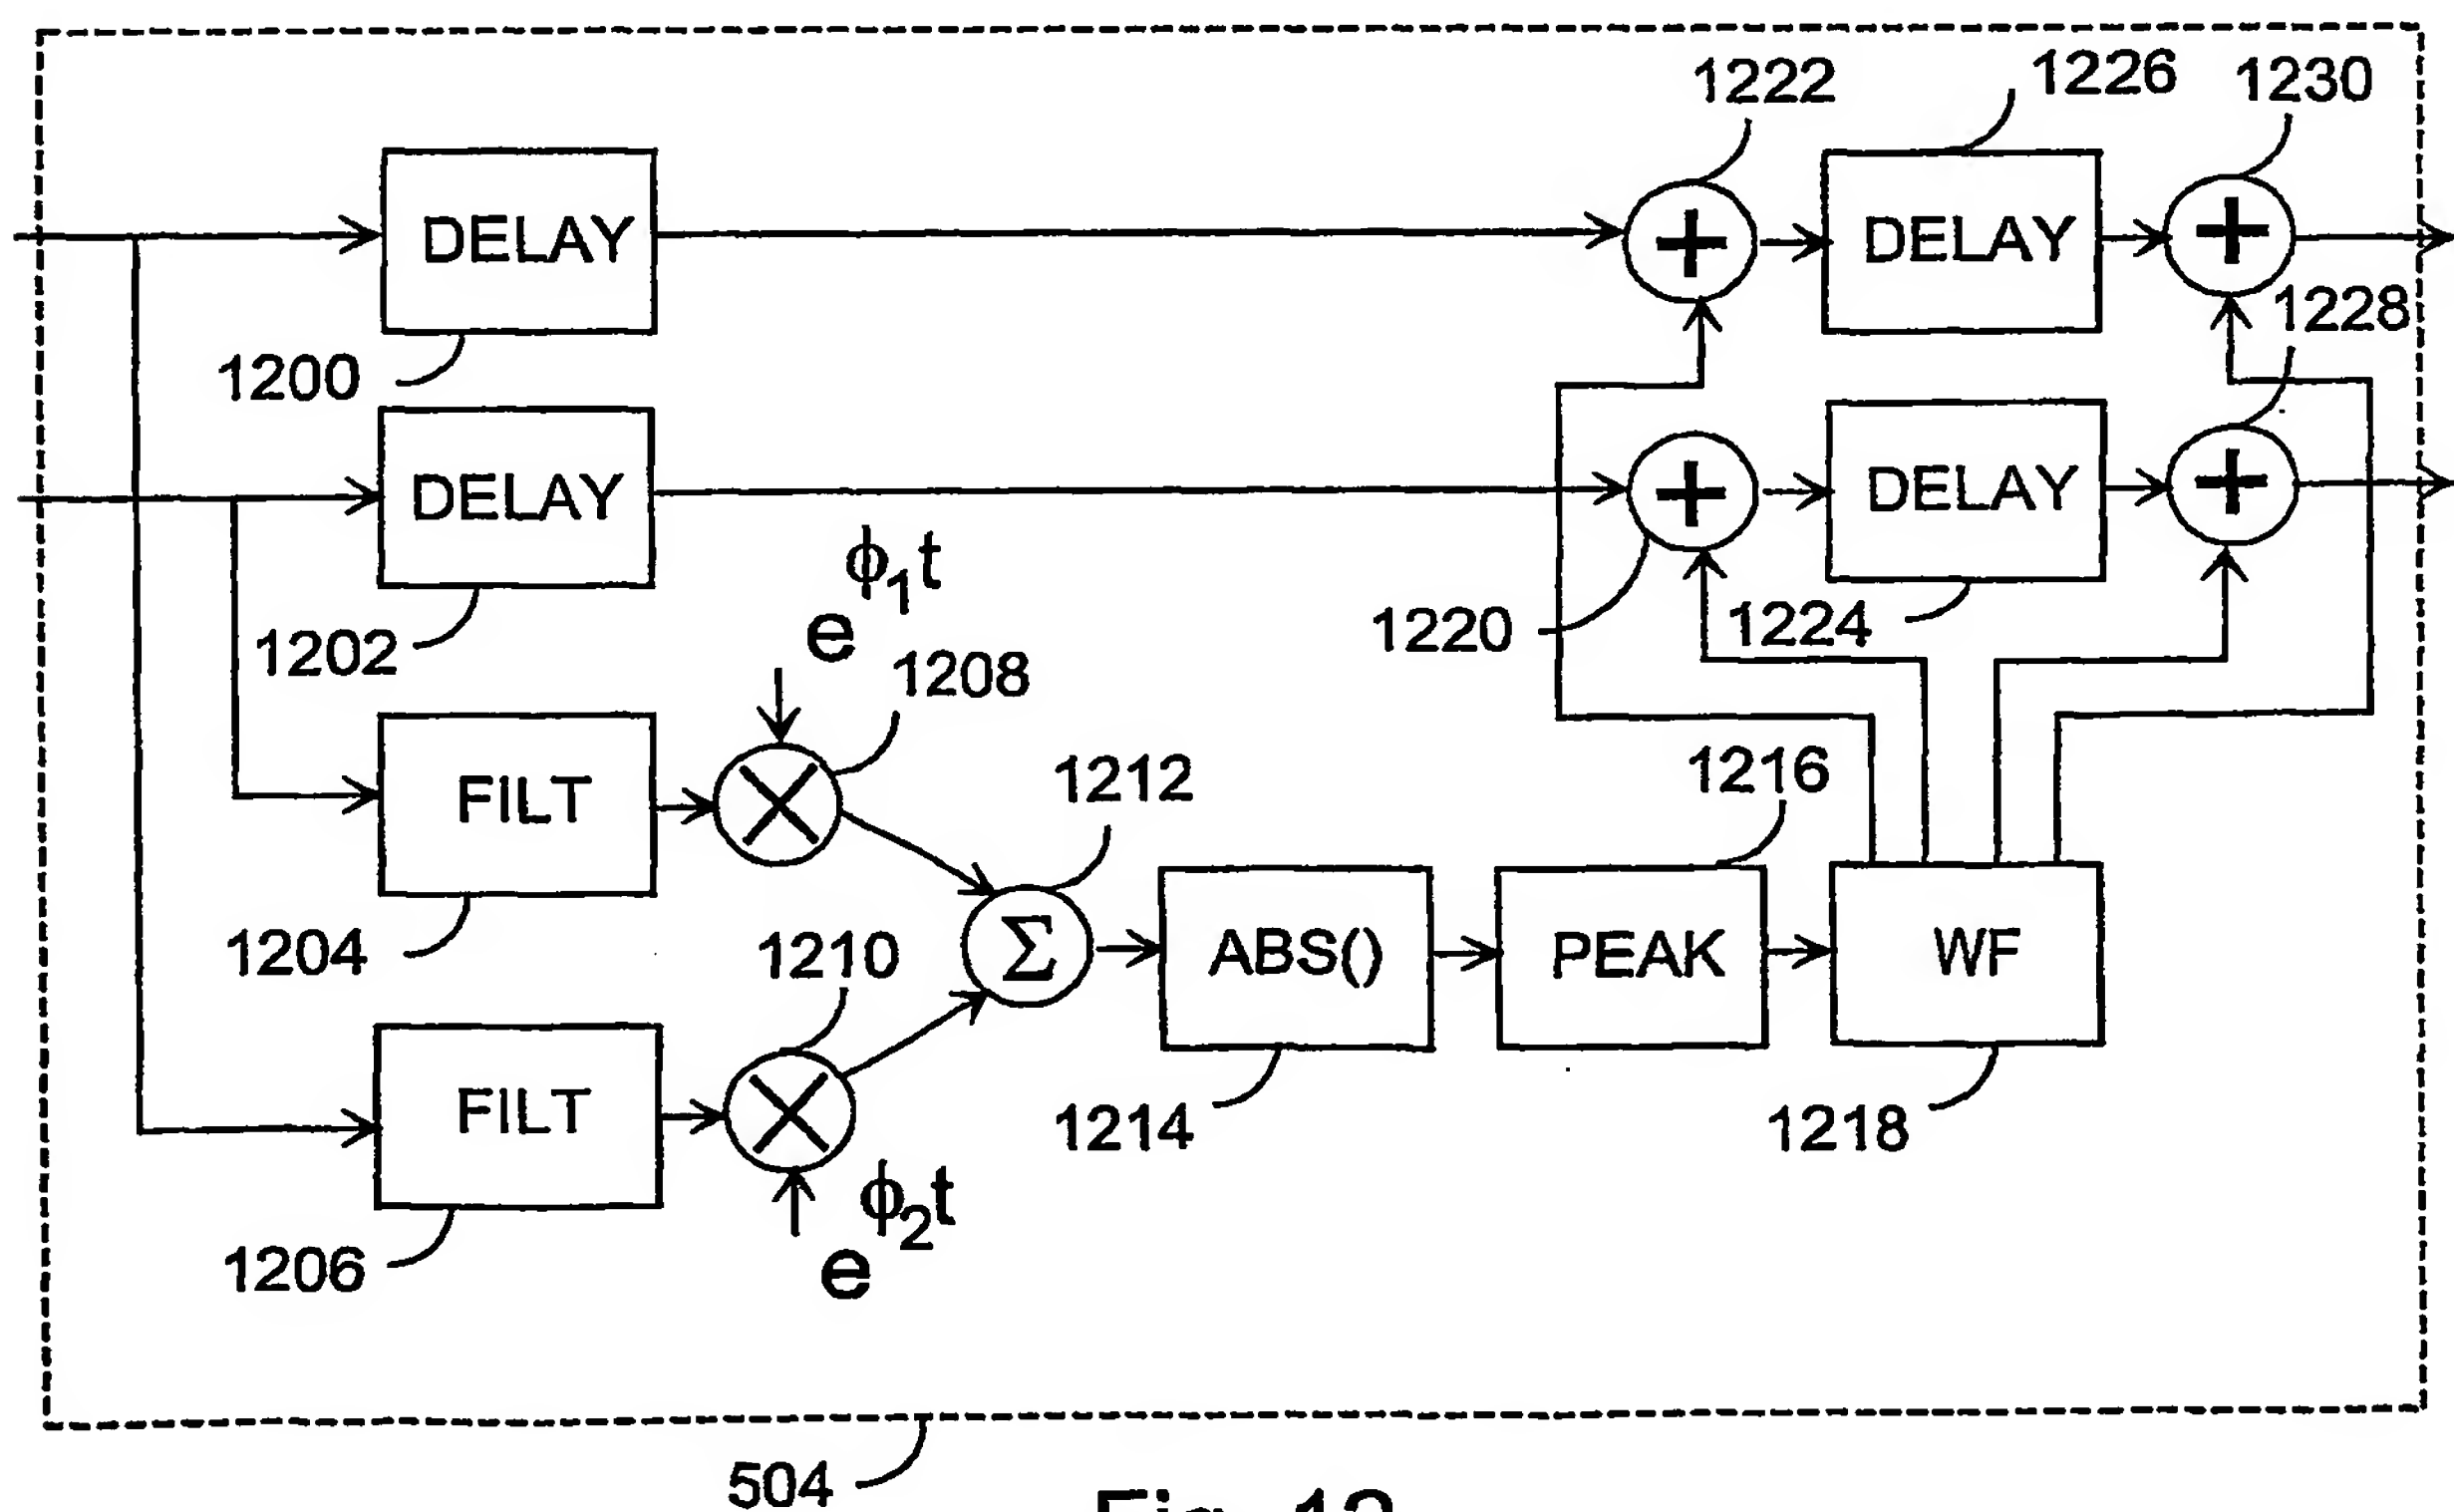 1222
1226
1230
DELAY
+
DELAY
+
1200
1228
DELAY
+
DELAY
+
1202
1220
1224
e^ϕ₁t
1208
FILT
×
1212
1216
1204
1210
Σ
ABS()
PEAK
WF
FILT
×
1214
1218
1206
e^ϕ₂t
504